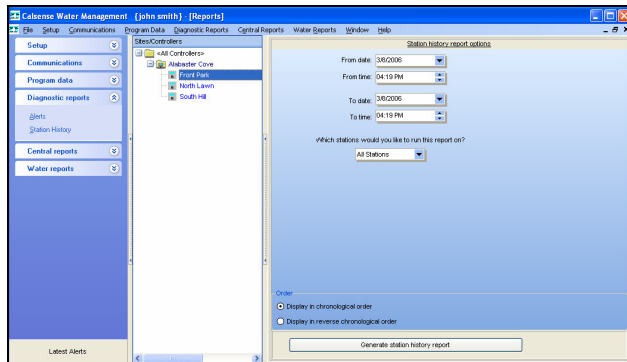 Calsense Water Management {john smith} - [Reports]
File Setup Communications Program Data Diagnostic Reports Central Reports Water Reports Window Help
Setup
Communications
Program data
Diagnostic reports
Alerts
Station History
Central reports
Water reports
Latest Alerts
Sites/Controllers
<All Controllers>
Alabaster Cove
Front Park
North Lawn
South Hill
Station history report options
From date: 3/8/2006
From time: 04:19 PM
To date: 3/8/2006
To time: 04:19 PM
Which stations would you like to run this report on?
All Stations
Order
Display in chronological order
Display in reverse chronological order
Generate station history report